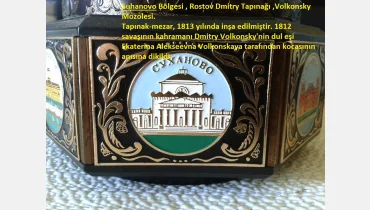 Suhanovo Bölgesi , Rostov Dmitry Tapınağı ,Volkonsky
Mozolesi.
Tapınak-mezar, 1813 yılında inşa edilmiştir. 1812
savaşının kahramanı Dmitry Volkonsky'nin dul eşi
Ekaterina Alekseevna Volkonskaya tarafından kocasının
anısına dikildi.
СУХАНОВО